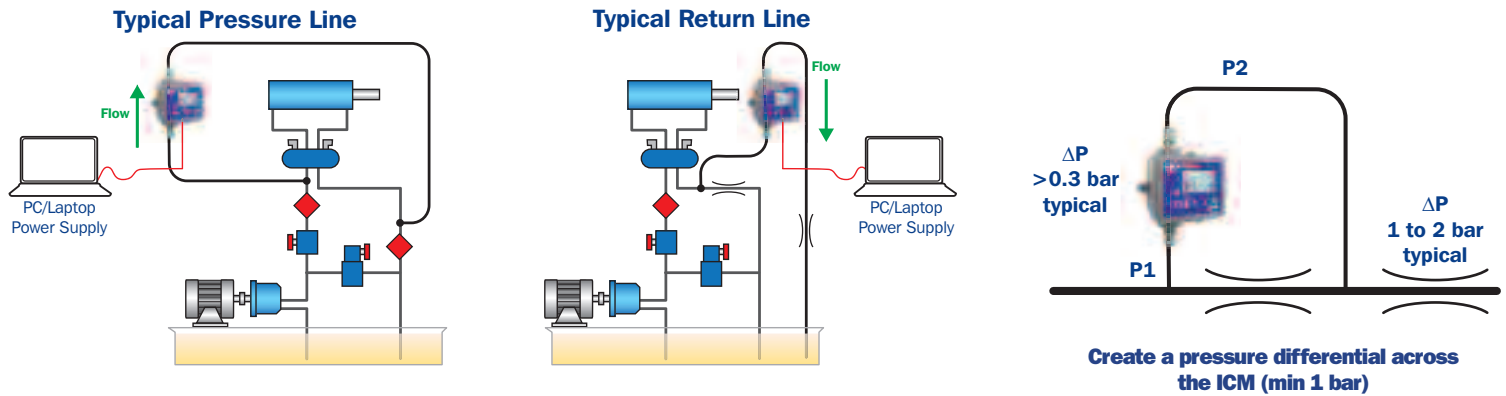 Typical Pressure Line
Flow
PC/Laptop
Power Supply
Typical Return Line
Flow
PC/Laptop
Power Supply
P2
ΔP
>0.3 bar
typical
P1
ΔP
1 to 2 bar
typical
Create a pressure differential across
the ICM (min 1 bar)